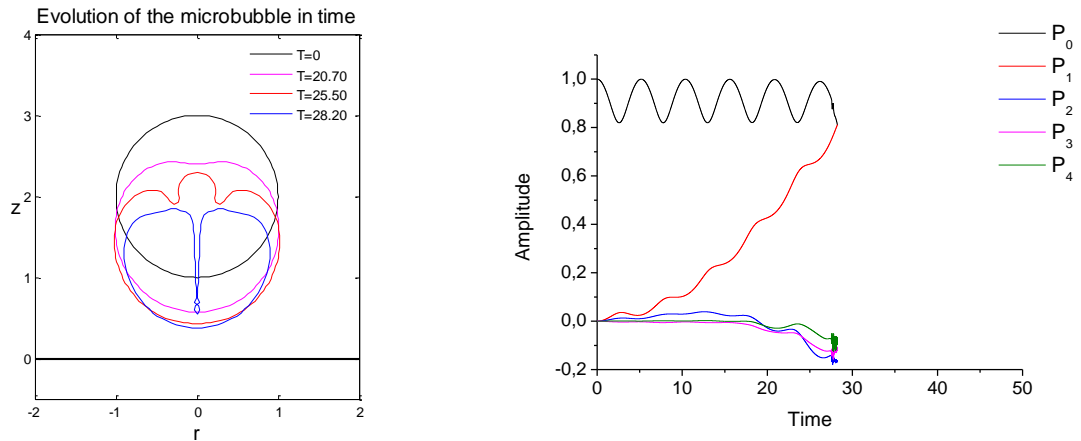 Evolution of the microbubble in time
4
3
2
1
0
-2
-1
0
1
2
z
r
T=0
T=20.70
T=25.50
T=28.20
1,0
0,8
0,6
0,4
0,2
0,0
-0,2
0
10
20
30
40
50
Amplitude
Time
P0
P1
P2
P3
P4